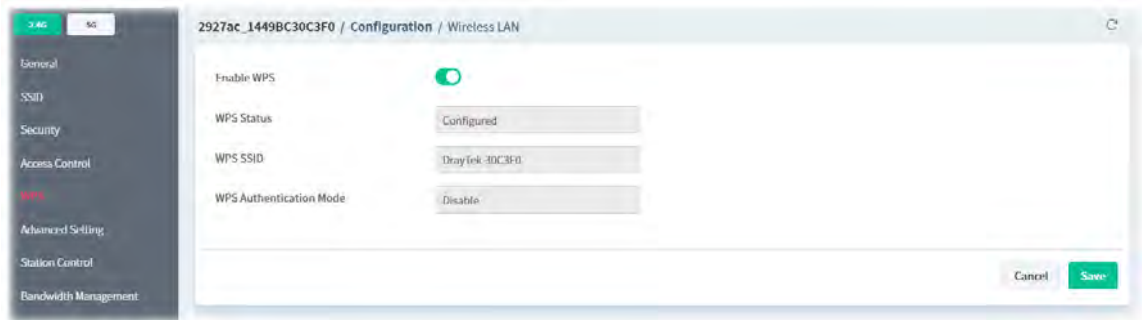 2.4G 5G
2927ac_1449BC30C3F0 / Configuration / Wireless LAN
General
SSID
Security
Access Control
WPS
Advanced Setting
Station Control
Bandwidth Management
Enable WPS
WPS Status
Configured
WPS SSID
DrayTek-30C3F0
WPS Authentication Mode
Disable
Cancel
Save